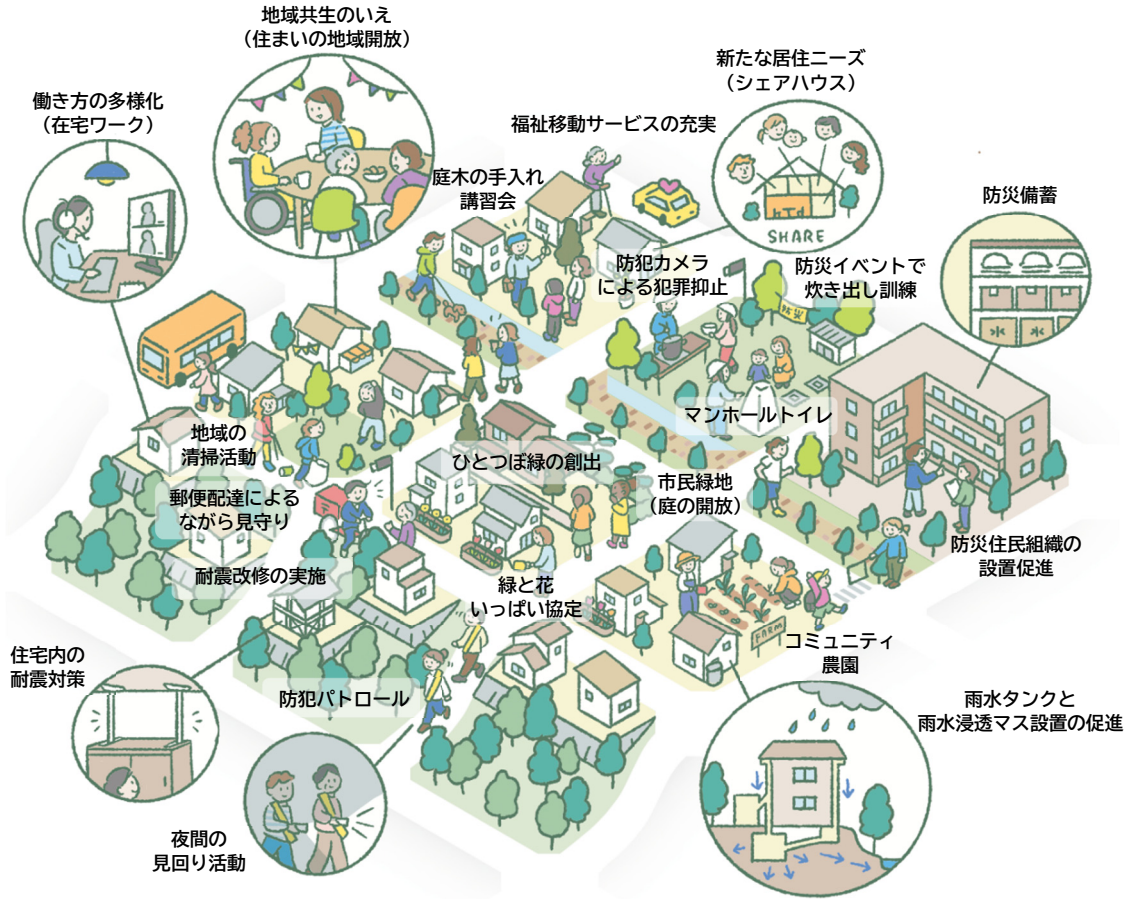 地域共生のいえ
（住まいの地域開放）
新たな居住ニーズ
（シェアハウス）
働き方の多様化
（在宅ワーク）
福祉移動サービスの充実
庭木の手入れ
講習会
防災備蓄
SHARE
防犯カメラ
による犯罪抑止
防災イベントで
炊き出し訓練
防災
水 水
マンホールトイレ
地域の
清掃活動
ひとつぼ緑の創出
市民緑地
（庭の開放）
郵便配達による
ながら見守り
防災住民組織の
設置促進
耐震改修の実施
緑と花
いっぱい協定
FARM
コミュニティ
農園
住宅内の
耐震対策
防犯パトロール
雨水タンクと
雨水浸透マス設置の促進
夜間の
見回り活動